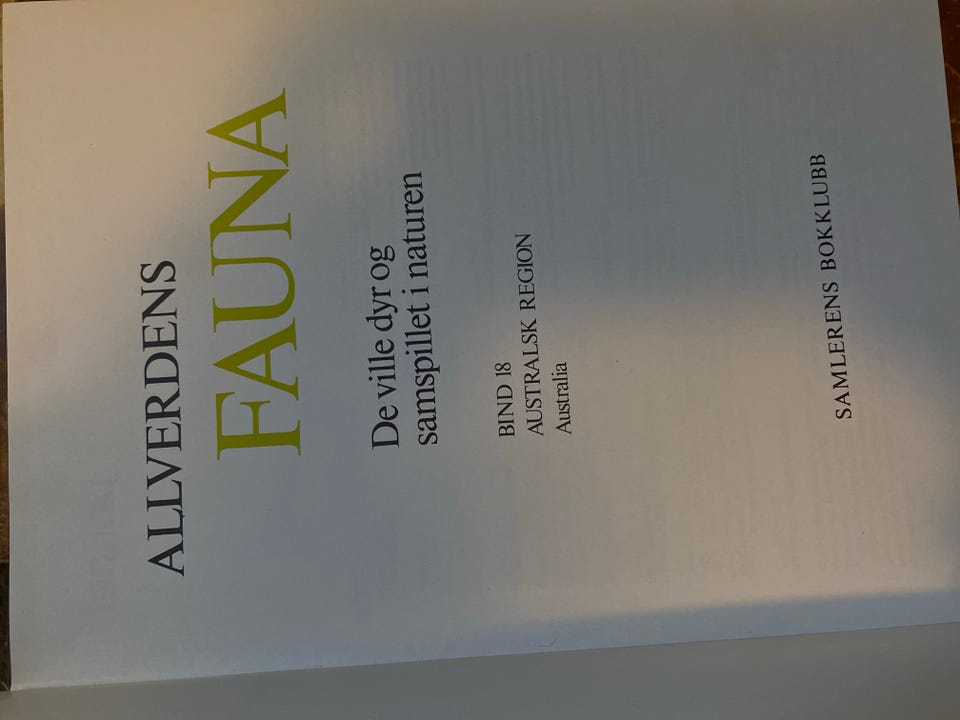 ALLVERDENS
FAUNA
De ville dyr og
samspillet i naturen
BIND 18
AUSTRALSK REGION
Australia
SAMLERENS BOKKLUBB